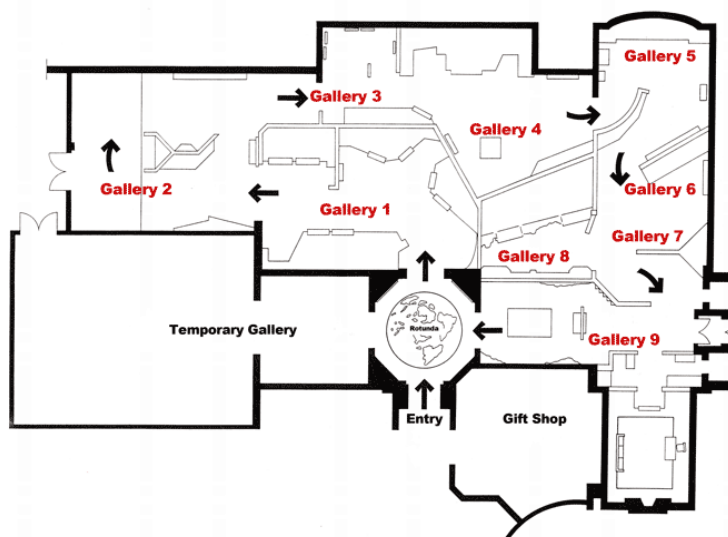 Gallery 5
Gallery 3
Gallery 4
Gallery 2
Gallery 6
Gallery 1
Gallery 7
Gallery 8
Temporary Gallery
Rotunda
Gallery 9
Entry
Gift Shop